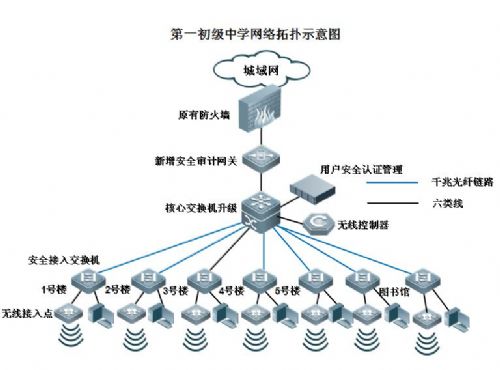 第一初级中学网络拓扑示意图
城域网
原有防火墙
新增安全审计网关
用户安全认证管理
千兆光纤链路
核心交换机升级
六类线
无线控制器
安全接入交换机
1号楼
2号楼
3号楼
4号楼
5号楼
图书馆
无线接入点